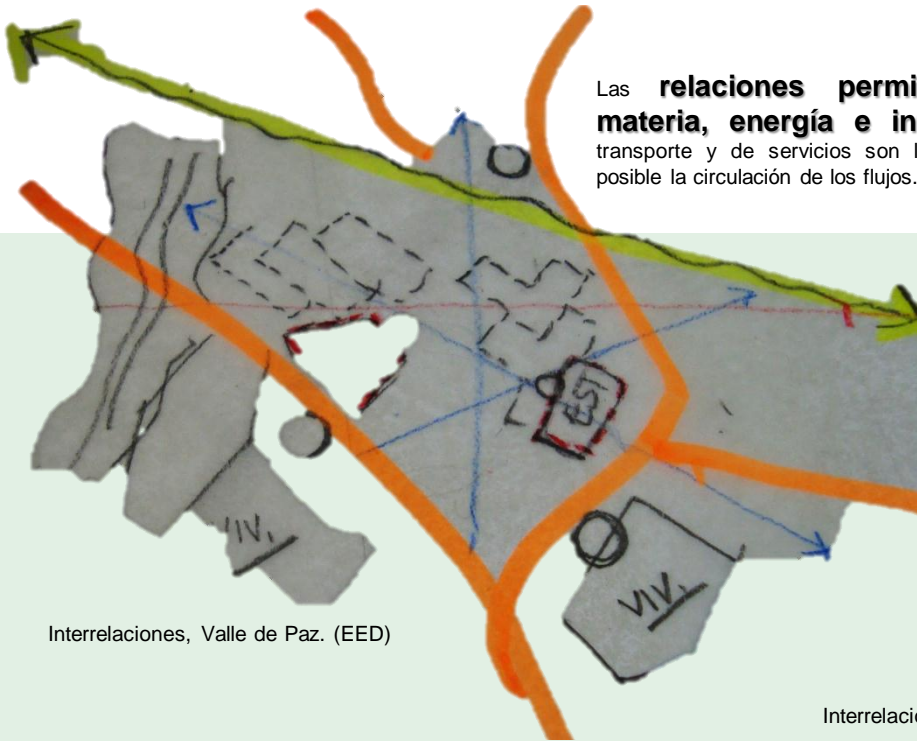 Las relaciones permi
materia, energía e in
transporte y de servicios son l
posible la circulación de los flujos.
EST
VIV.
VIV.
Interrelaciones, Valle de Paz. (EED)
Interrelaci